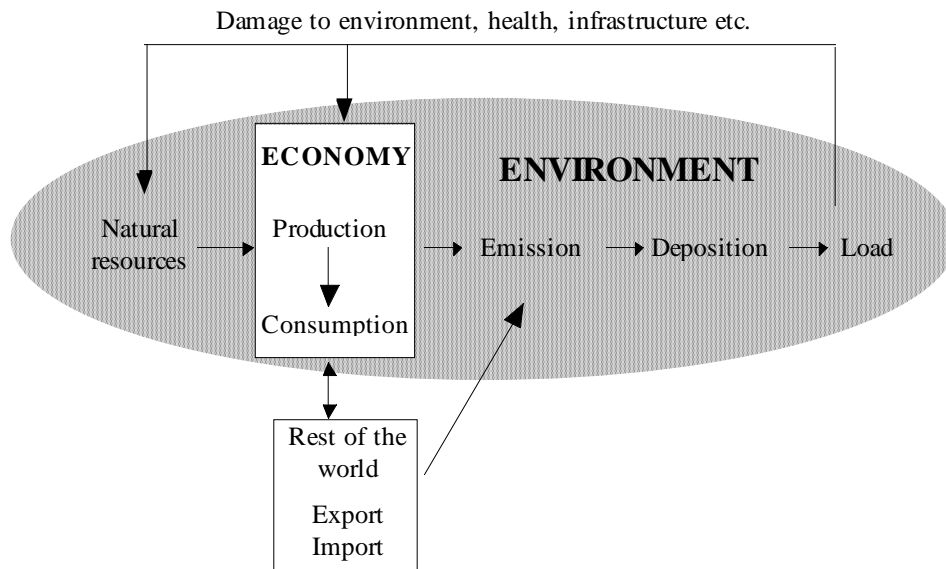 Damage to environment, health, infrastructure etc.
ECONOMY
ENVIRONMENT
Natural
resources
Production
Emission
Deposition
Load
Consumption
Rest of the
world
Export
Import